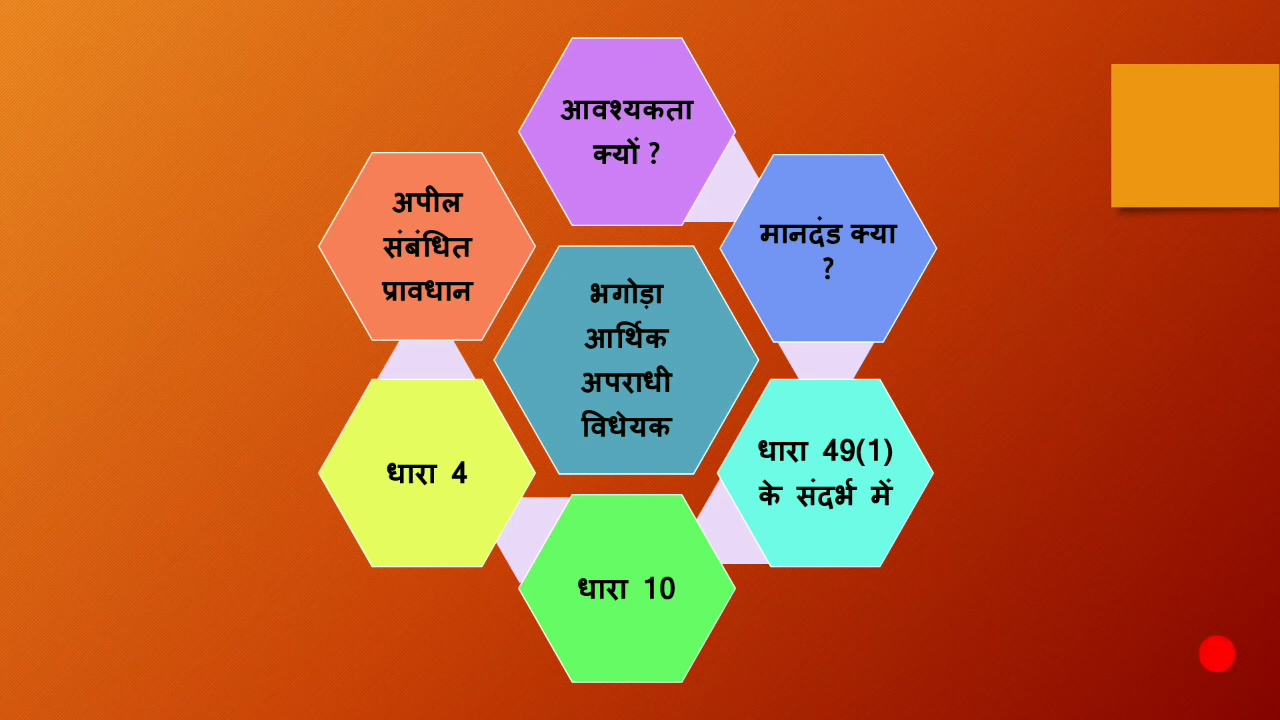 आवश्यकता
क्यों ?
मानदंड क्या
?
धारा 49(1)
के संदर्भ में
धारा 10
धारा 4
अपील
संबंधित
प्रावधान
भगोड़ा
आर्थिक
अपराधी
विधेयक